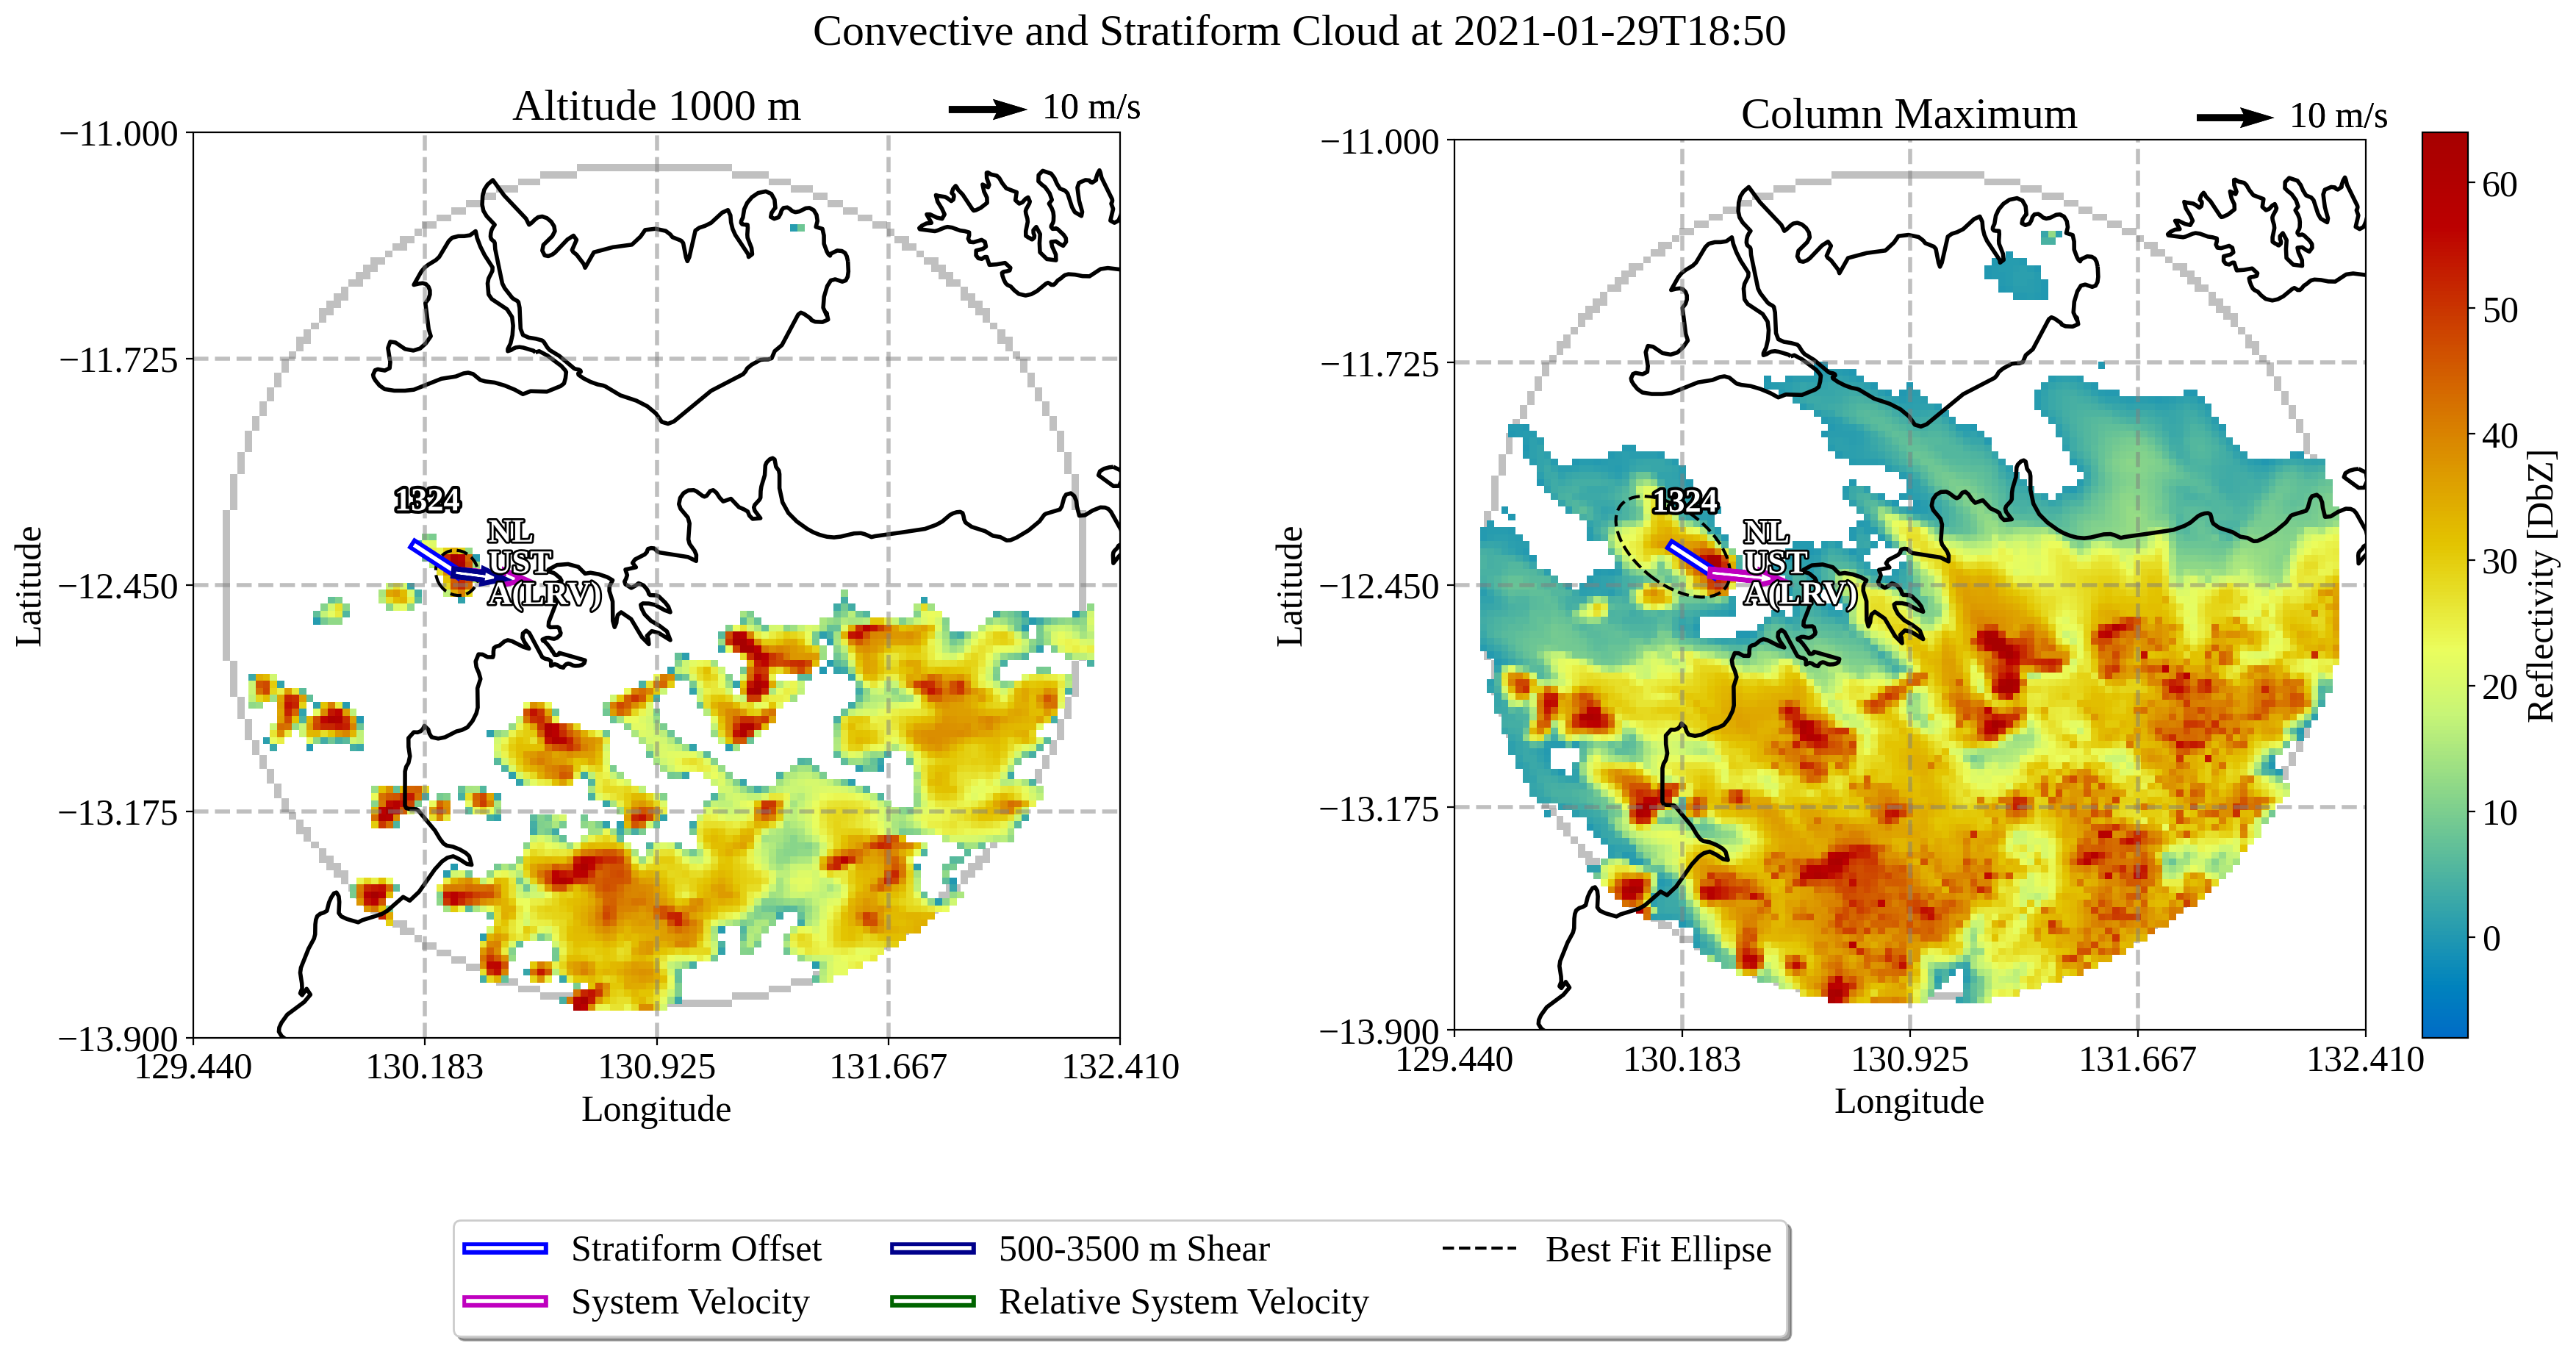 Convective and Stratiform Cloud at 2021-01-29T18:50
Altitude 1000 m
10 m/s
−11.000
−11.725
−12.450
−13.175
−13.900
Latitude
129.440
130.183
130.925
131.667
132.410
Longitude
1324
NL
UST
A(LRV)
Column Maximum
10 m/s
−11.000
−11.725
−12.450
−13.175
−13.900
Latitude
129.440
130.183
130.925
131.667
132.410
Longitude
1324
NL
UST
A(LRV)
60
50
40
30
20
10
0
Reflectivity [DbZ]
Stratiform Offset
System Velocity
500-3500 m Shear
Relative System Velocity
Best Fit Ellipse